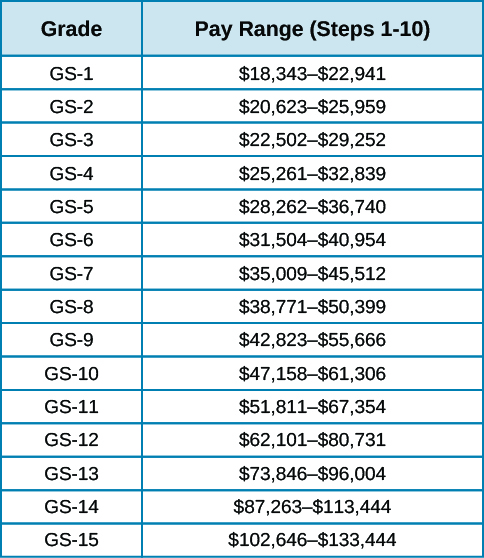 Grade Pay Range (Steps 1-10)
GS-1 $18,343–$22,941
GS-2 $20,623–$25,959
GS-3 $22,502–$29,252
GS-4 $25,261–$32,839
GS-5 $28,262–$36,740
GS-6 $31,504–$40,954
GS-7 $35,009–$45,512
GS-8 $38,771–$50,399
GS-9 $42,823–$55,666
GS-10 $47,158–$61,306
GS-11 $51,811–$67,354
GS-12 $62,101–$80,731
GS-13 $73,846–$96,004
GS-14 $87,263–$113,444
GS-15 $102,646–$133,444